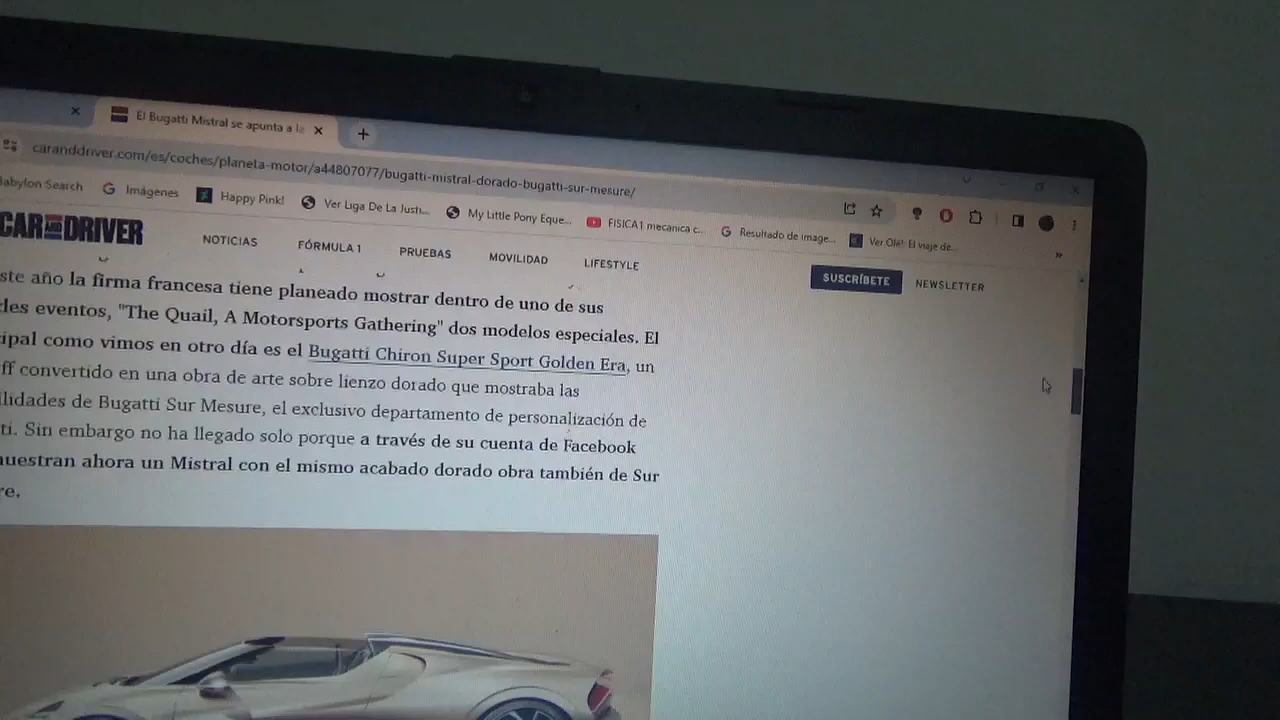 El Bugatti Mistral se apunta a le
caranddriver.com/es/coches/planeta-motor/a44807077/bugatti-mistral-dorado-bugatti-sur-mesure/
Babylon Search Imágenes Happy Pink! Ver Liga De La Justi... My Little Pony Eque... FISICA1 mecanica c... Resultado de image... Ver Olé!: El viaje de...
CAR AND DRIVER NOTICIAS FÓRMULA 1 PRUEBAS MOVILIDAD LIFESTYLE SUSCRÍBETE NEWSLETTER
ste año la firma francesa tiene planeado mostrar dentro de uno de sus
les eventos, "The Quail, A Motorsports Gathering" dos modelos especiales. El
ipal como vimos en otro día es el Bugatti Chiron Super Sport Golden Era, un
ff convertido en una obra de arte sobre lienzo dorado que mostraba las
ilidades de Bugatti Sur Mesure, el exclusivo departamento de personalización de
ti. Sin embargo no ha llegado solo porque a través de su cuenta de Facebook
nuestran ahora un Mistral con el mismo acabado dorado obra también de Sur
re.